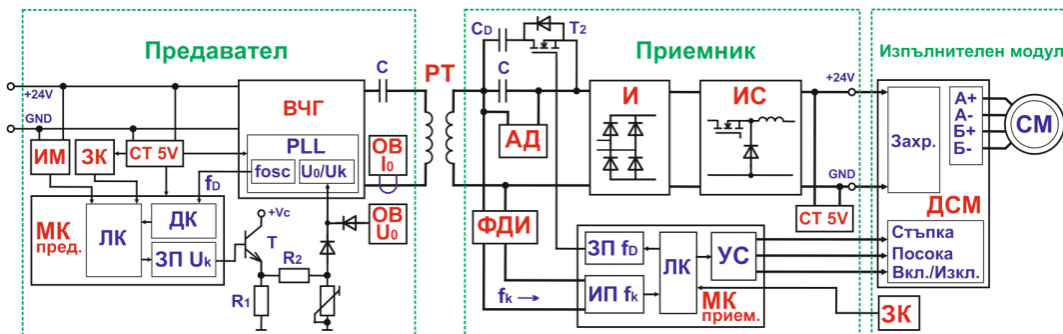 Предавател
+24V
GND
ИМ
ЗК
СТ 5V
ВЧГ
PLL
fosc
U0/Uk
C
ОВ
I0
ОВ
U0
fD
МК
пред.
ЛК
ДК
ЗП Uk
+Vc
T
R2
R1
РТ
Приемник
CD
T2
C
АД
И
ИС
+24V
GND
СТ 5V
ФДИ
fk →
ЗП fD
ИП fk
ЛК
УС
МК
прием.
Изпълнителен модул
Захр.
А+
А-
Б+
Б-
СМ
ДСМ
Стъпка
Посока
Вкл./Изкл.
ЗК